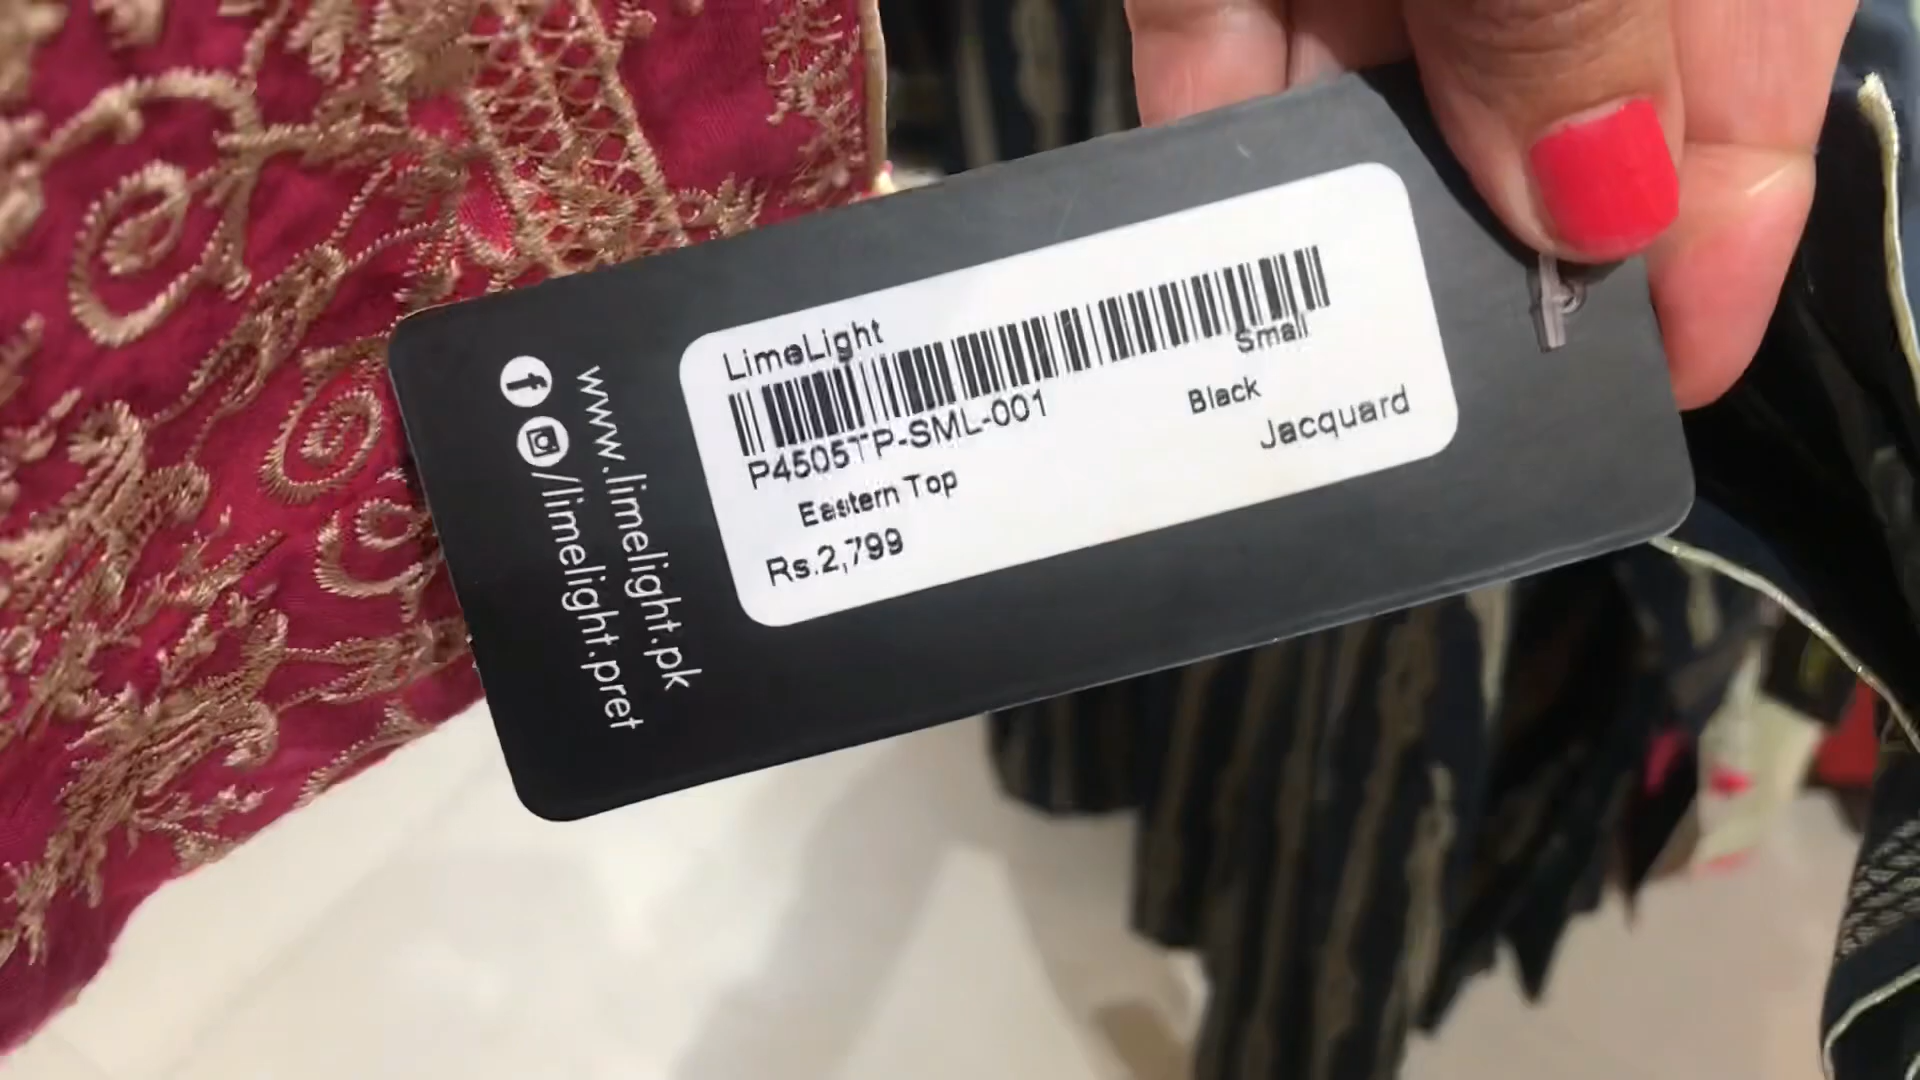 LimeLight
Small
P4505TP-SML-001
Black
Eastern Top
Jacquard
Rs.2,799
www.limelight.pk
/limelight.pret